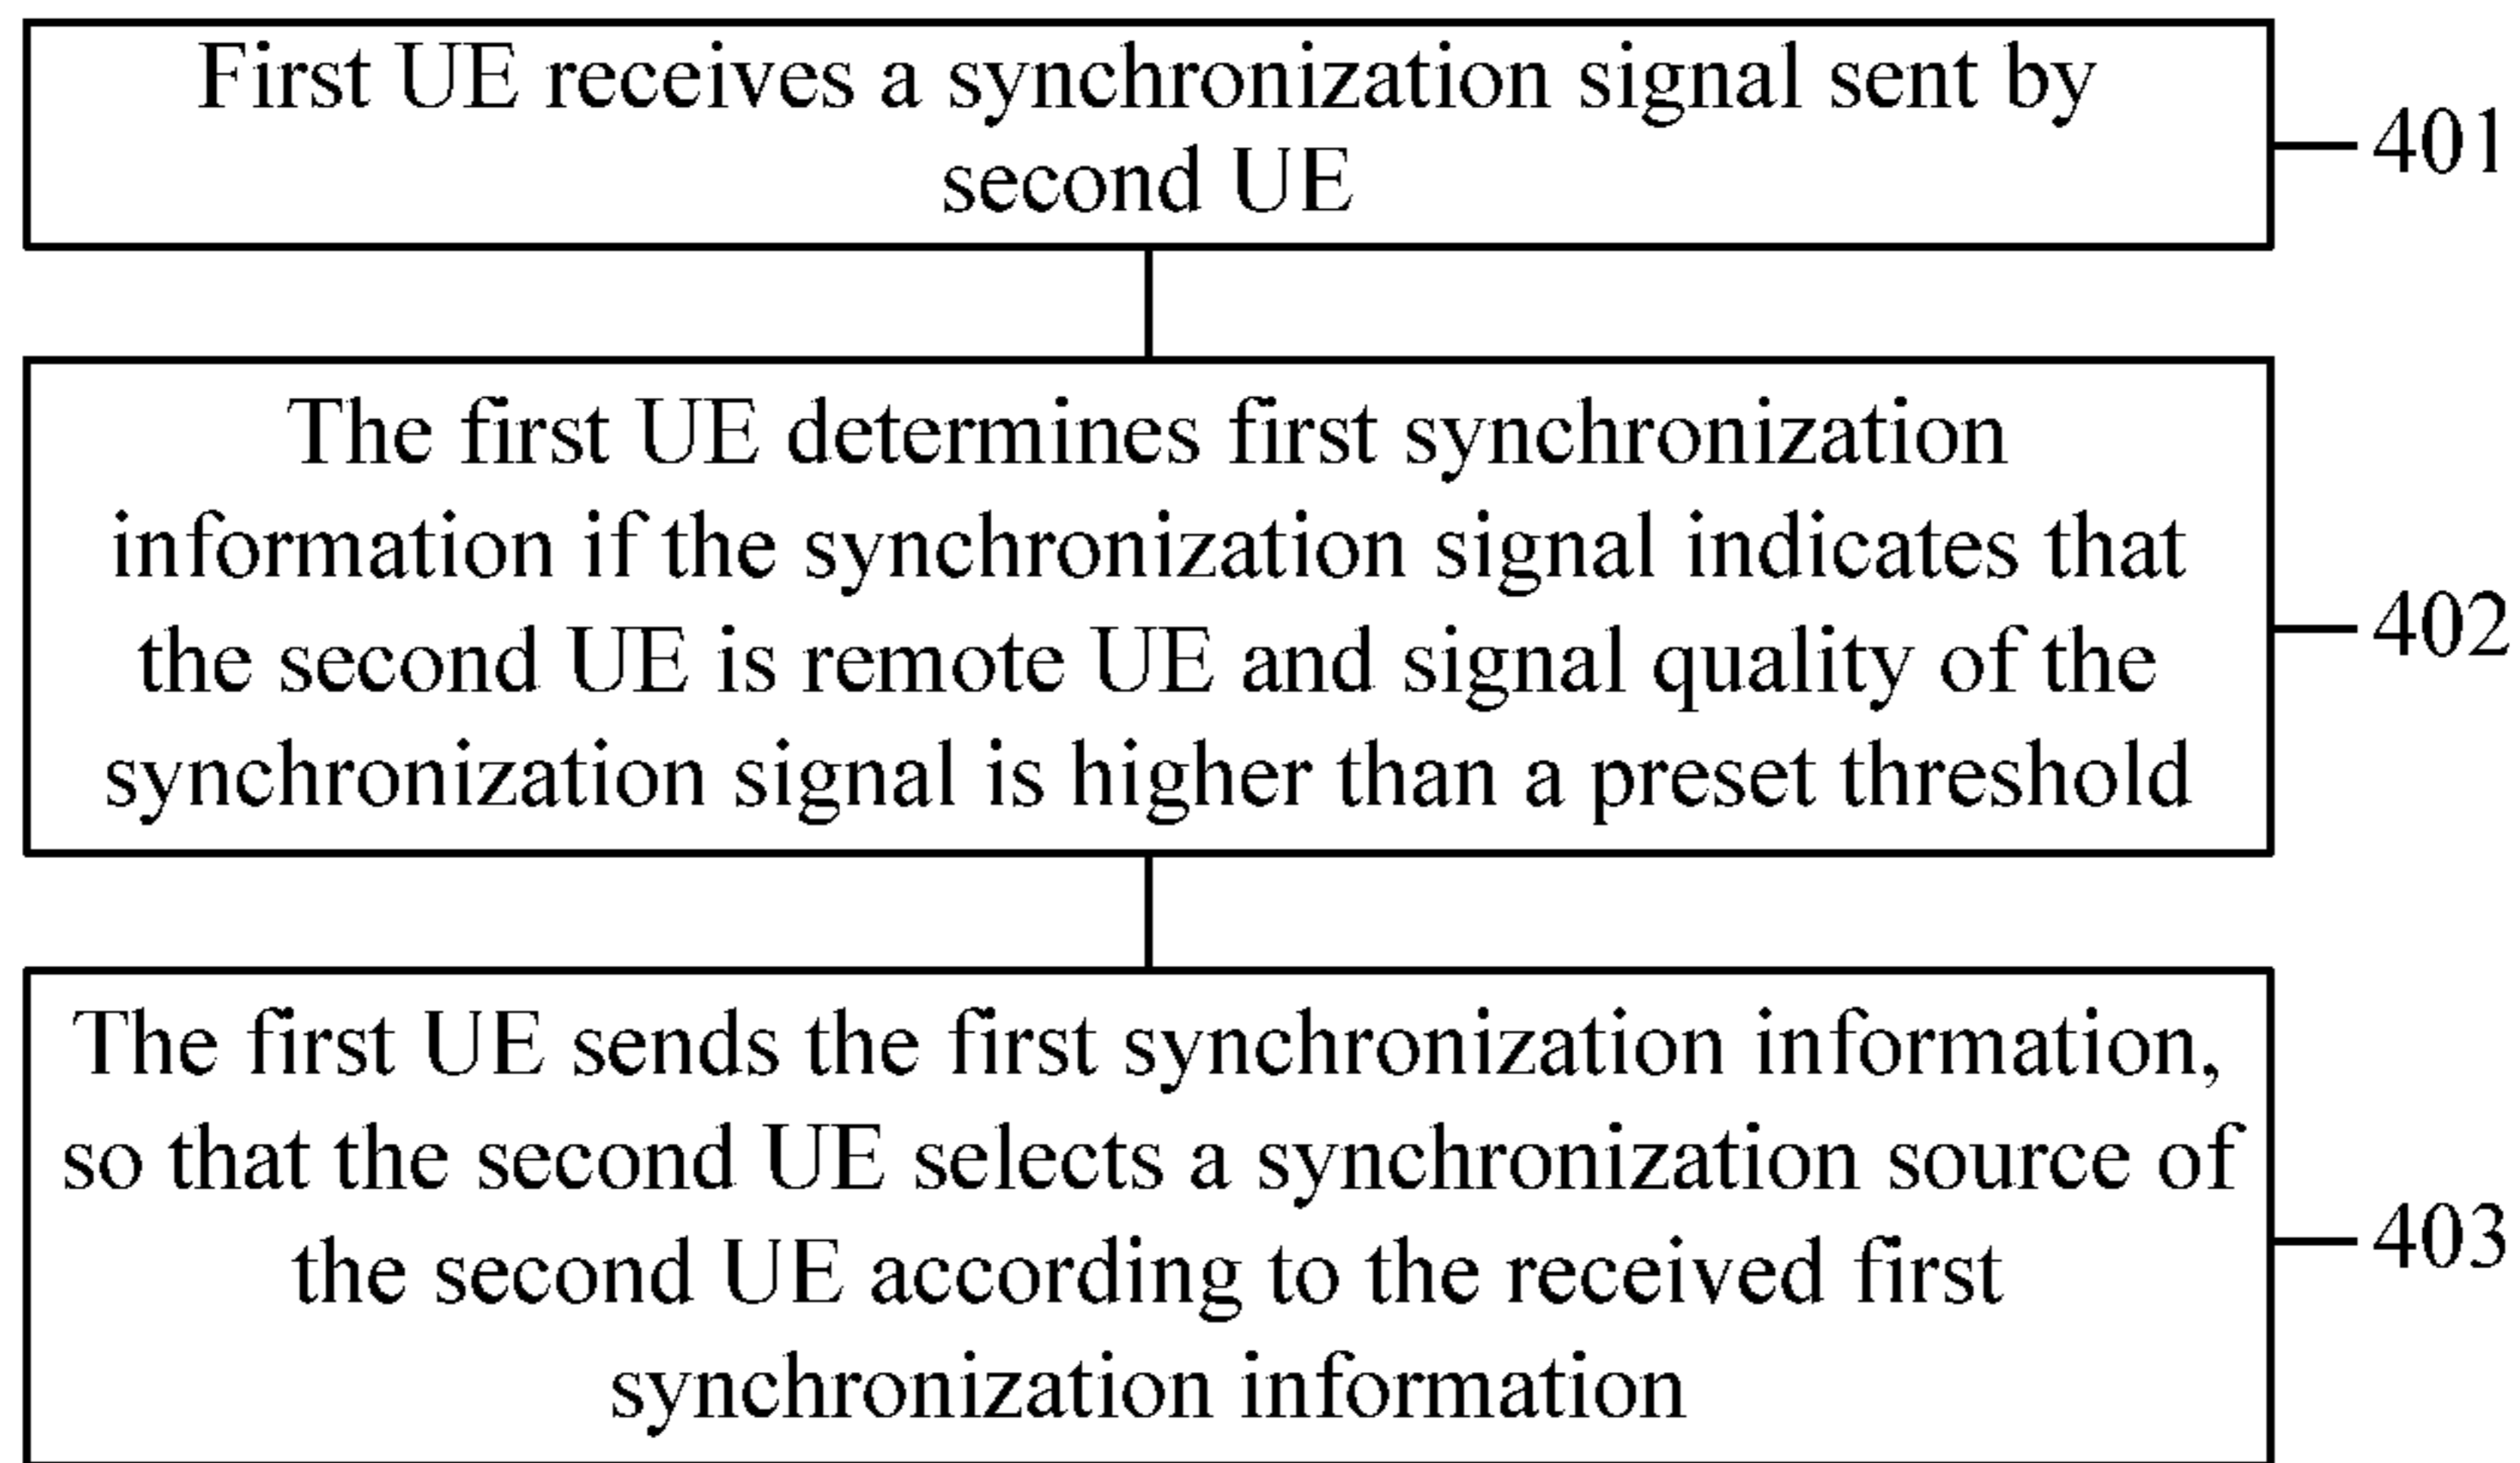 First UE receives a synchronization signal sent by
second UE
401
The first UE determines first synchronization
information if the synchronization signal indicates that
the second UE is remote UE and signal quality of the
synchronization signal is higher than a preset threshold
402
The first UE sends the first synchronization information,
so that the second UE selects a synchronization source of
the second UE according to the received first
synchronization information
403